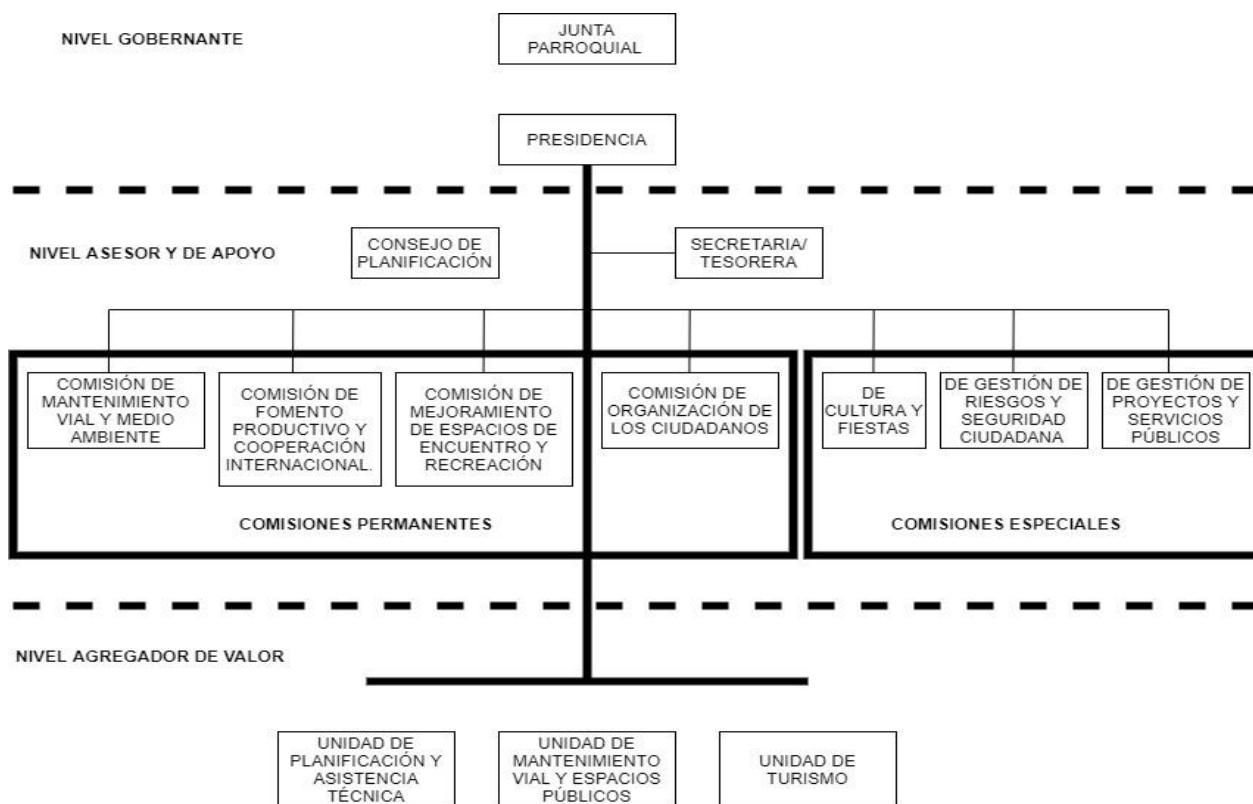 NIVEL GOBERNANTE
JUNTA
PARROQUIAL
PRESIDENCIA
NIVEL ASESOR Y DE APOYO
CONSEJO DE
PLANIFICACIÓN
SECRETARIA/
TESORERA
COMISIÓN DE
MANTENIMIENTO
VIAL Y MEDIO
AMBIENTE
COMISIÓN DE
FOMENTO
PRODUCTIVO Y
COOPERACIÓN
INTERNACIONAL.
COMISIÓN DE
MEJORAMIENTO
DE ESPACIOS DE
ENCUENTRO Y
RECREACIÓN
COMISIÓN DE
ORGANIZACIÓN DE
LOS CIUDADANOS
DE
CULTURA Y
FIESTAS
DE GESTIÓN DE
RIESGOS Y
SEGURIDAD
CIUDADANA
DE GESTIÓN DE
PROYECTOS Y
SERVICIOS
PÚBLICOS
COMISIONES PERMANENTES
COMISIONES ESPECIALES
NIVEL AGREGADOR DE VALOR
UNIDAD DE
PLANIFICACIÓN Y
ASISTENCIA
TÉCNICA
UNIDAD DE
MANTENIMIENTO
VIAL Y ESPACIOS
PÚBLICOS
UNIDAD DE
TURISMO